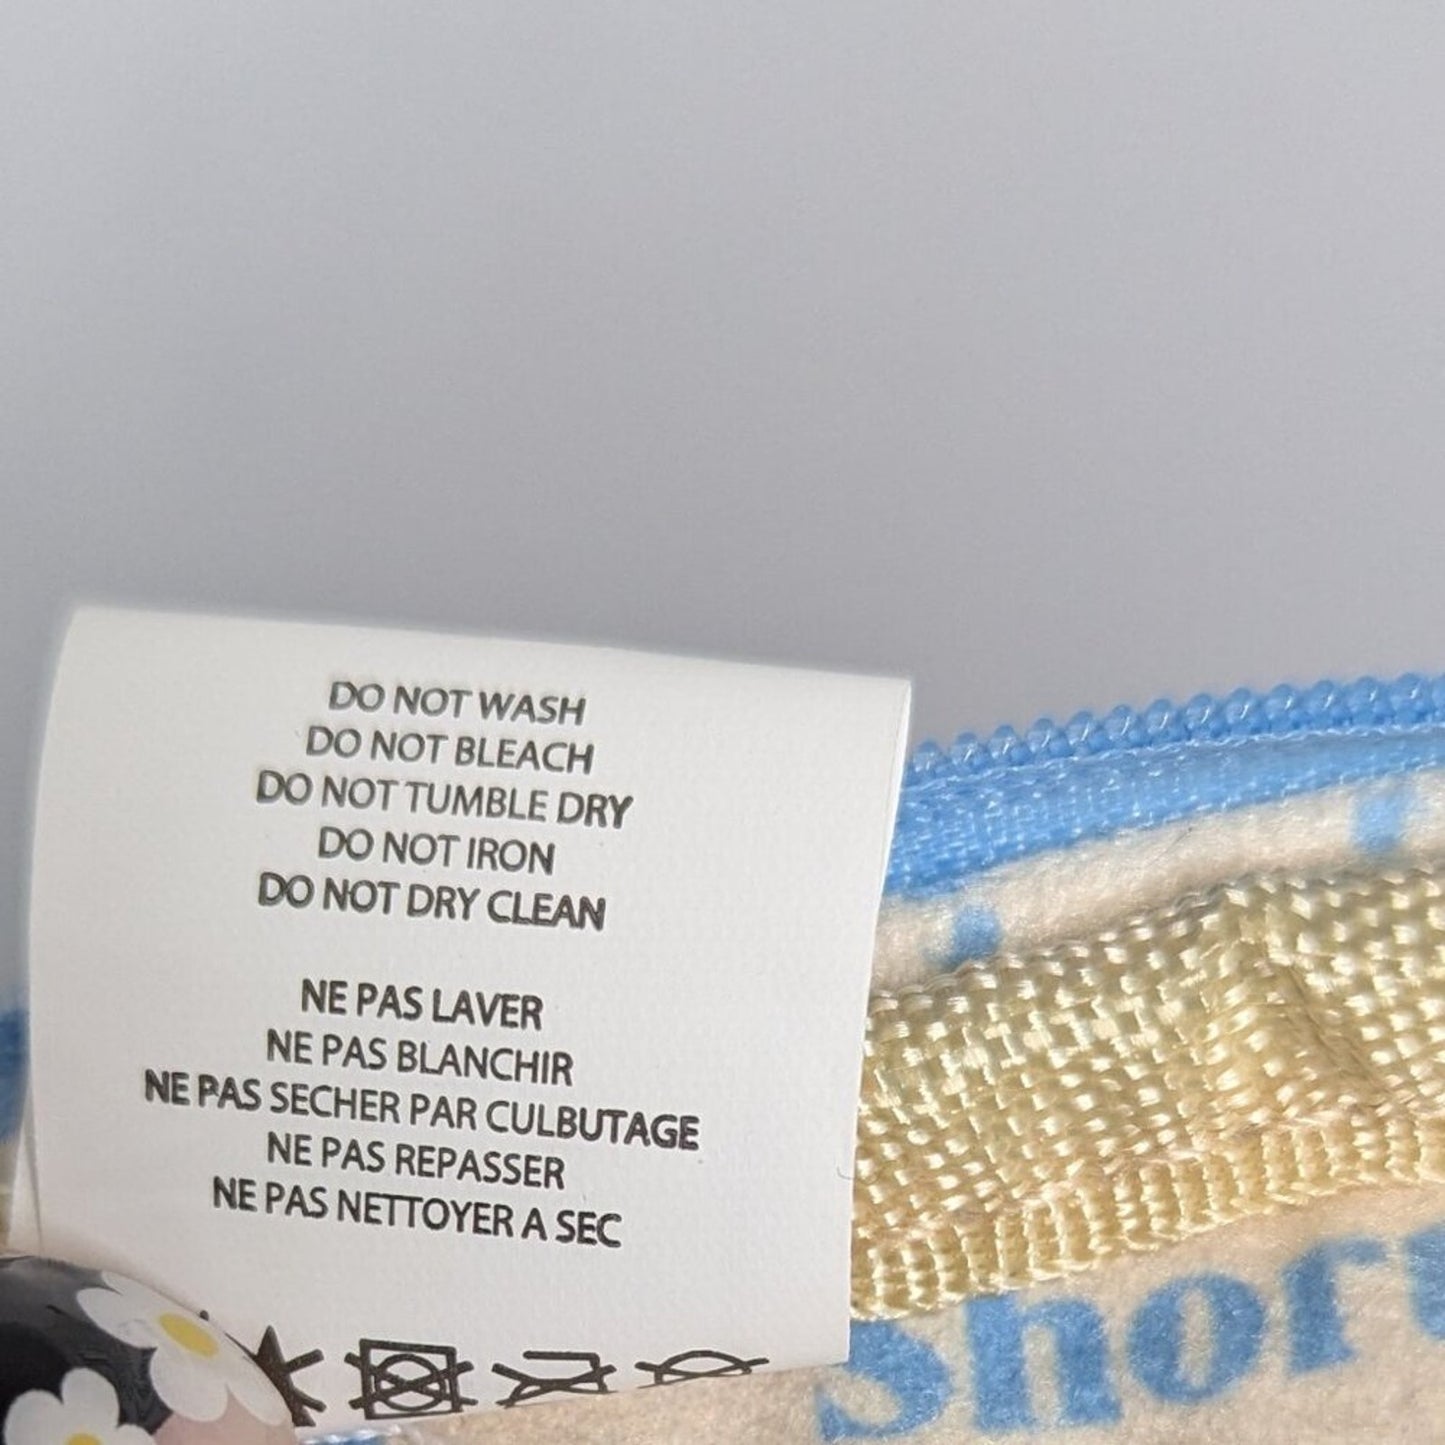 DO NOT WASH
DO NOT BLEACH
DO NOT TUMBLE DRY
DO NOT IRON
DO NOT DRY CLEAN
NE PAS LAVER
NE PAS BLANCHIR
NE PAS SECHER PAR CULBUTAGE
NE PAS REPASSER
NE PAS NETTOYER A SEC